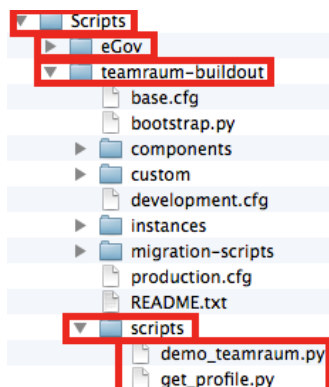 Scripts
eGov
teamraum-buildout
base.cfg
bootstrap.py
components
custom
development.cfg
instances
migration-scripts
production.cfg
README.txt
scripts
demo_teamraum.py
get_profile.py